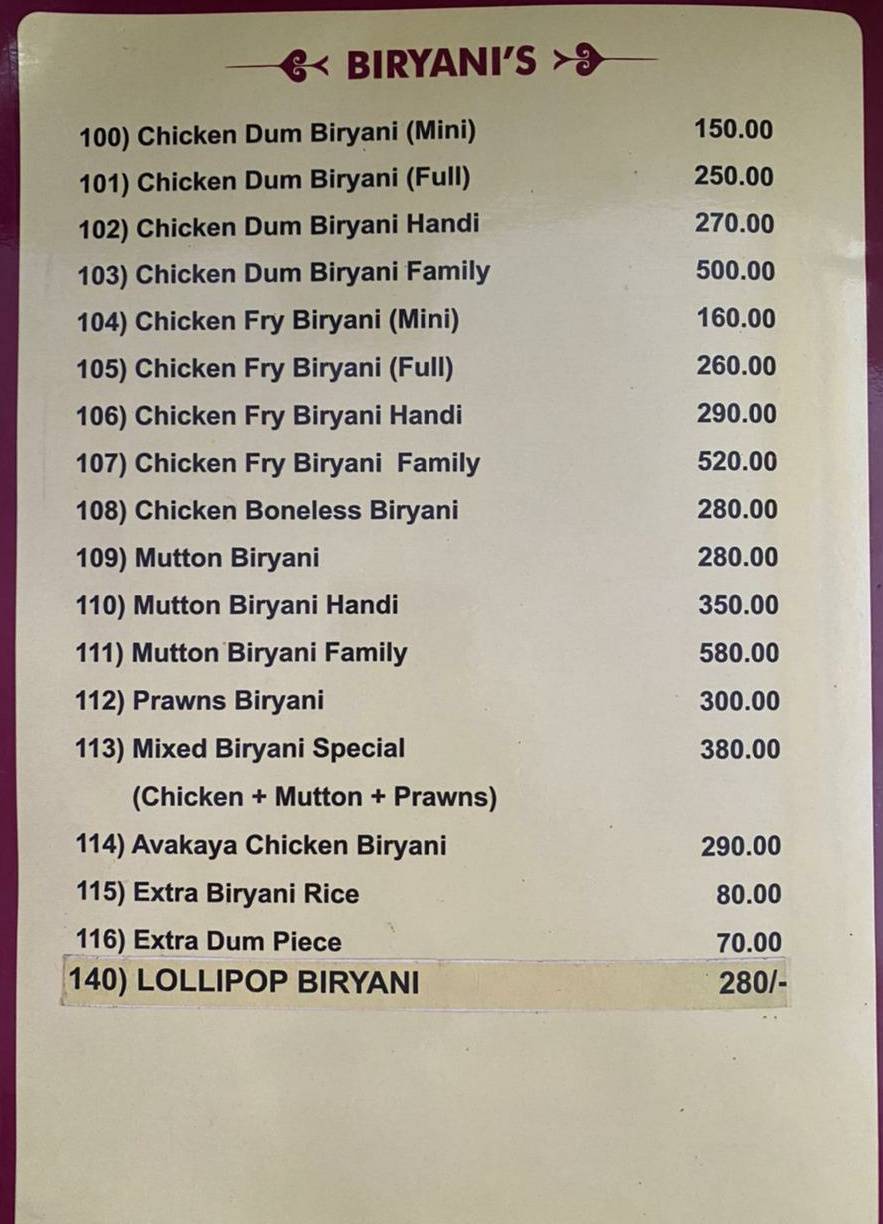 BIRYANI'S
100) Chicken Dum Biryani (Mini) 150.00
101) Chicken Dum Biryani (Full) 250.00
102) Chicken Dum Biryani Handi 270.00
103) Chicken Dum Biryani Family 500.00
104) Chicken Fry Biryani (Mini) 160.00
105) Chicken Fry Biryani (Full) 260.00
106) Chicken Fry Biryani Handi 290.00
107) Chicken Fry Biryani Family 520.00
108) Chicken Boneless Biryani 280.00
109) Mutton Biryani 280.00
110) Mutton Biryani Handi 350.00
111) Mutton Biryani Family 580.00
112) Prawns Biryani 300.00
113) Mixed Biryani Special 380.00
(Chicken + Mutton + Prawns)
114) Avakaya Chicken Biryani 290.00
115) Extra Biryani Rice 80.00
116) Extra Dum Piece 70.00
140) LOLLIPOP BIRYANI 280/-